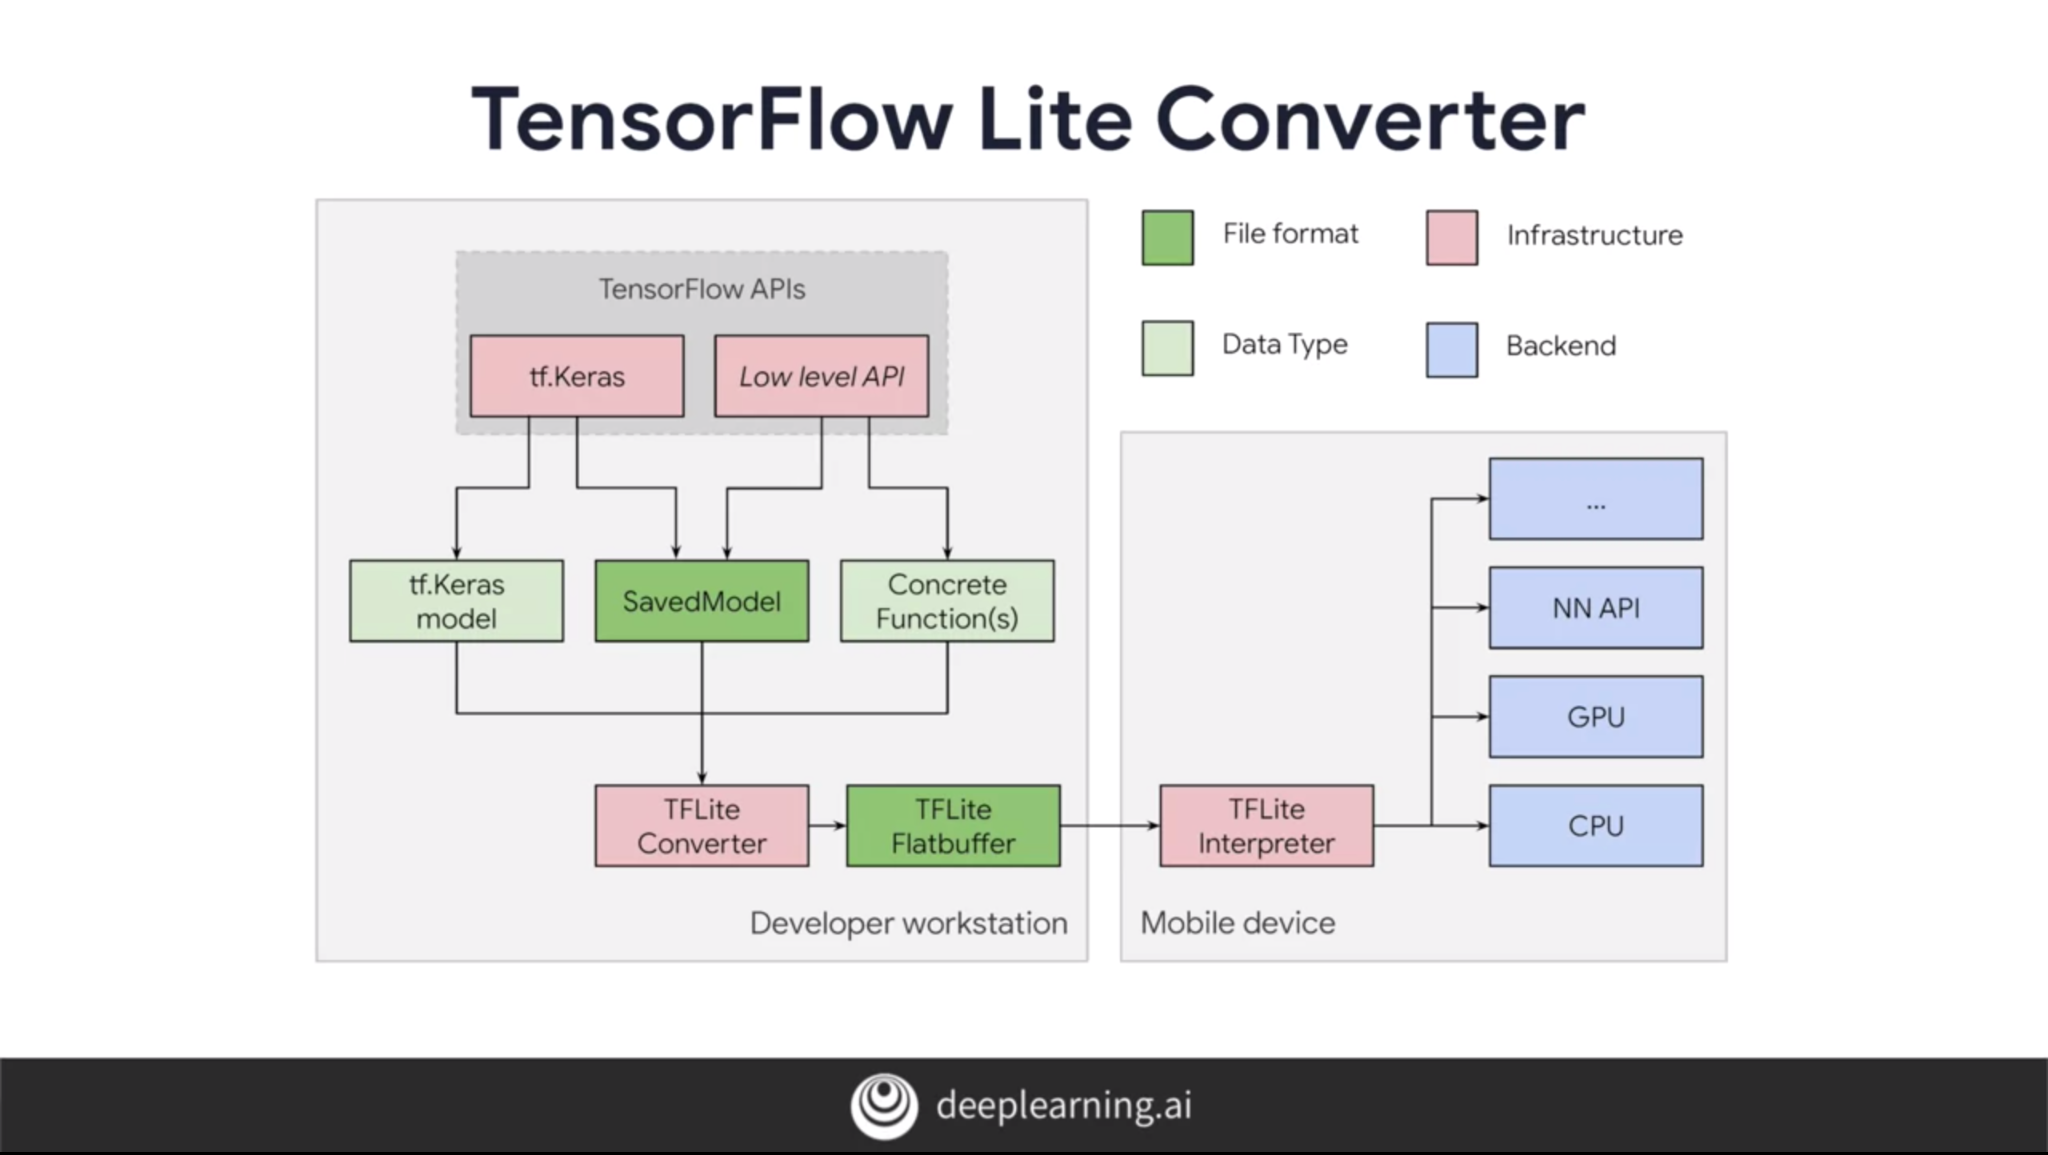 TensorFlow Lite Converter
TensorFlow APIs
tf.Keras
Low level API
tf.Keras
model
SavedModel
Concrete
Function(s)
TFLite
Converter
TFLite
Flatbuffer
Developer workstation
File format
Infrastructure
Data Type
Backend
...
NN API
GPU
CPU
TFLite
Interpreter
Mobile device
deeplearning.ai